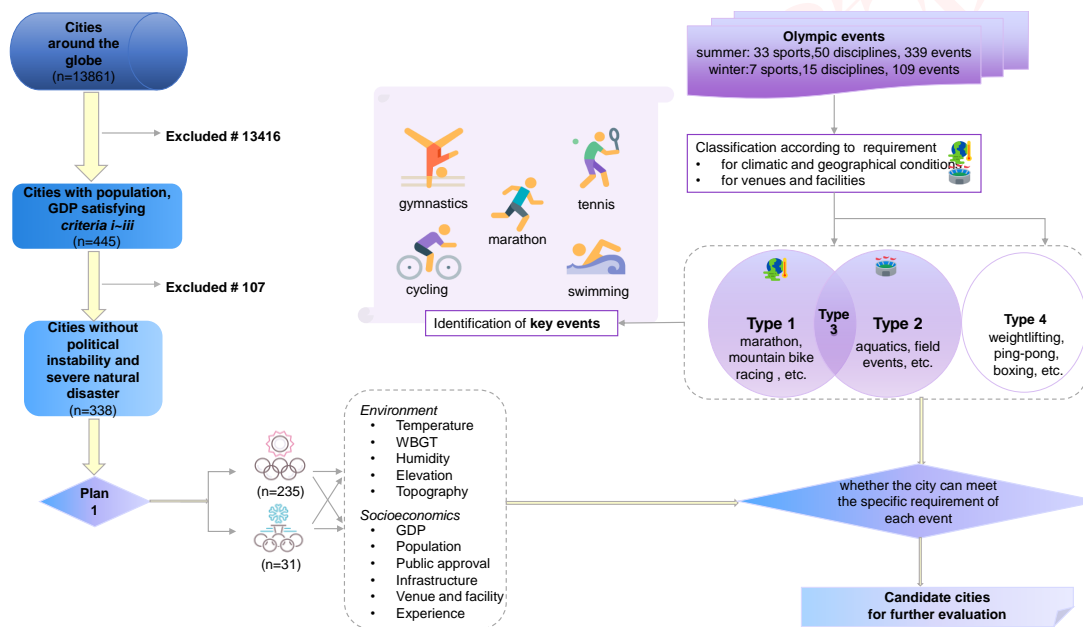 Cities
around the
globe
(n=13861)
Excluded # 13416
Cities with population,
GDP satisfying
criteria i~iii
(n=445)
Excluded # 107
Cities without
political
instability and
severe natural
disaster
(n=338)
Plan
1
(n=235)
(n=31)
Environment
• Temperature
• WBGT
• Humidity
• Elevation
• Topography
Socioeconomics
• GDP
• Population
• Public approval
• Infrastructure
• Venue and facility
• Experience
gymnastics
tennis
marathon
cycling
swimming
Identification of key events
Olympic events
summer: 33 sports,50 disciplines, 339 events
winter:7 sports,15 disciplines, 109 events
Classification according to requirement
• for climatic and geographical conditions
• for venues and facilities
Type 1
marathon,
mountain bike
racing , etc.
Type
3
Type 2
aquatics, field
events, etc.
Type 4
weightlifting,
ping-pong,
boxing, etc.
whether the city can meet
the specific requirement of
each event
Candidate cities
for further evaluation